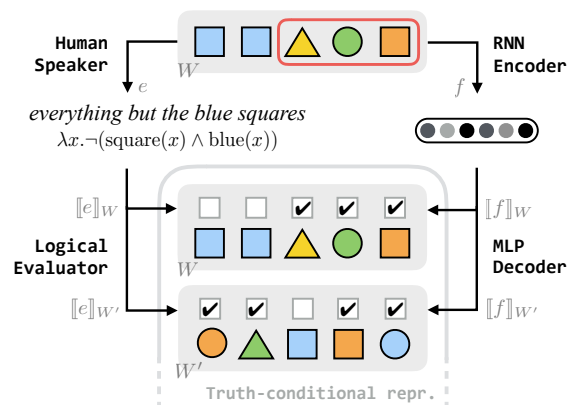 Human
Speaker
W
RNN
Encoder
e
f
everything but the blue squares
λx.¬(square(x) ∧ blue(x))
⟦e⟧W
✔ ✔ ✔
⟦f⟧W
Logical
Evaluator
W
MLP
Decoder
⟦e⟧W′
✔ ✔ ✔ ✔
⟦f⟧W′
W′
Truth-conditional repr.